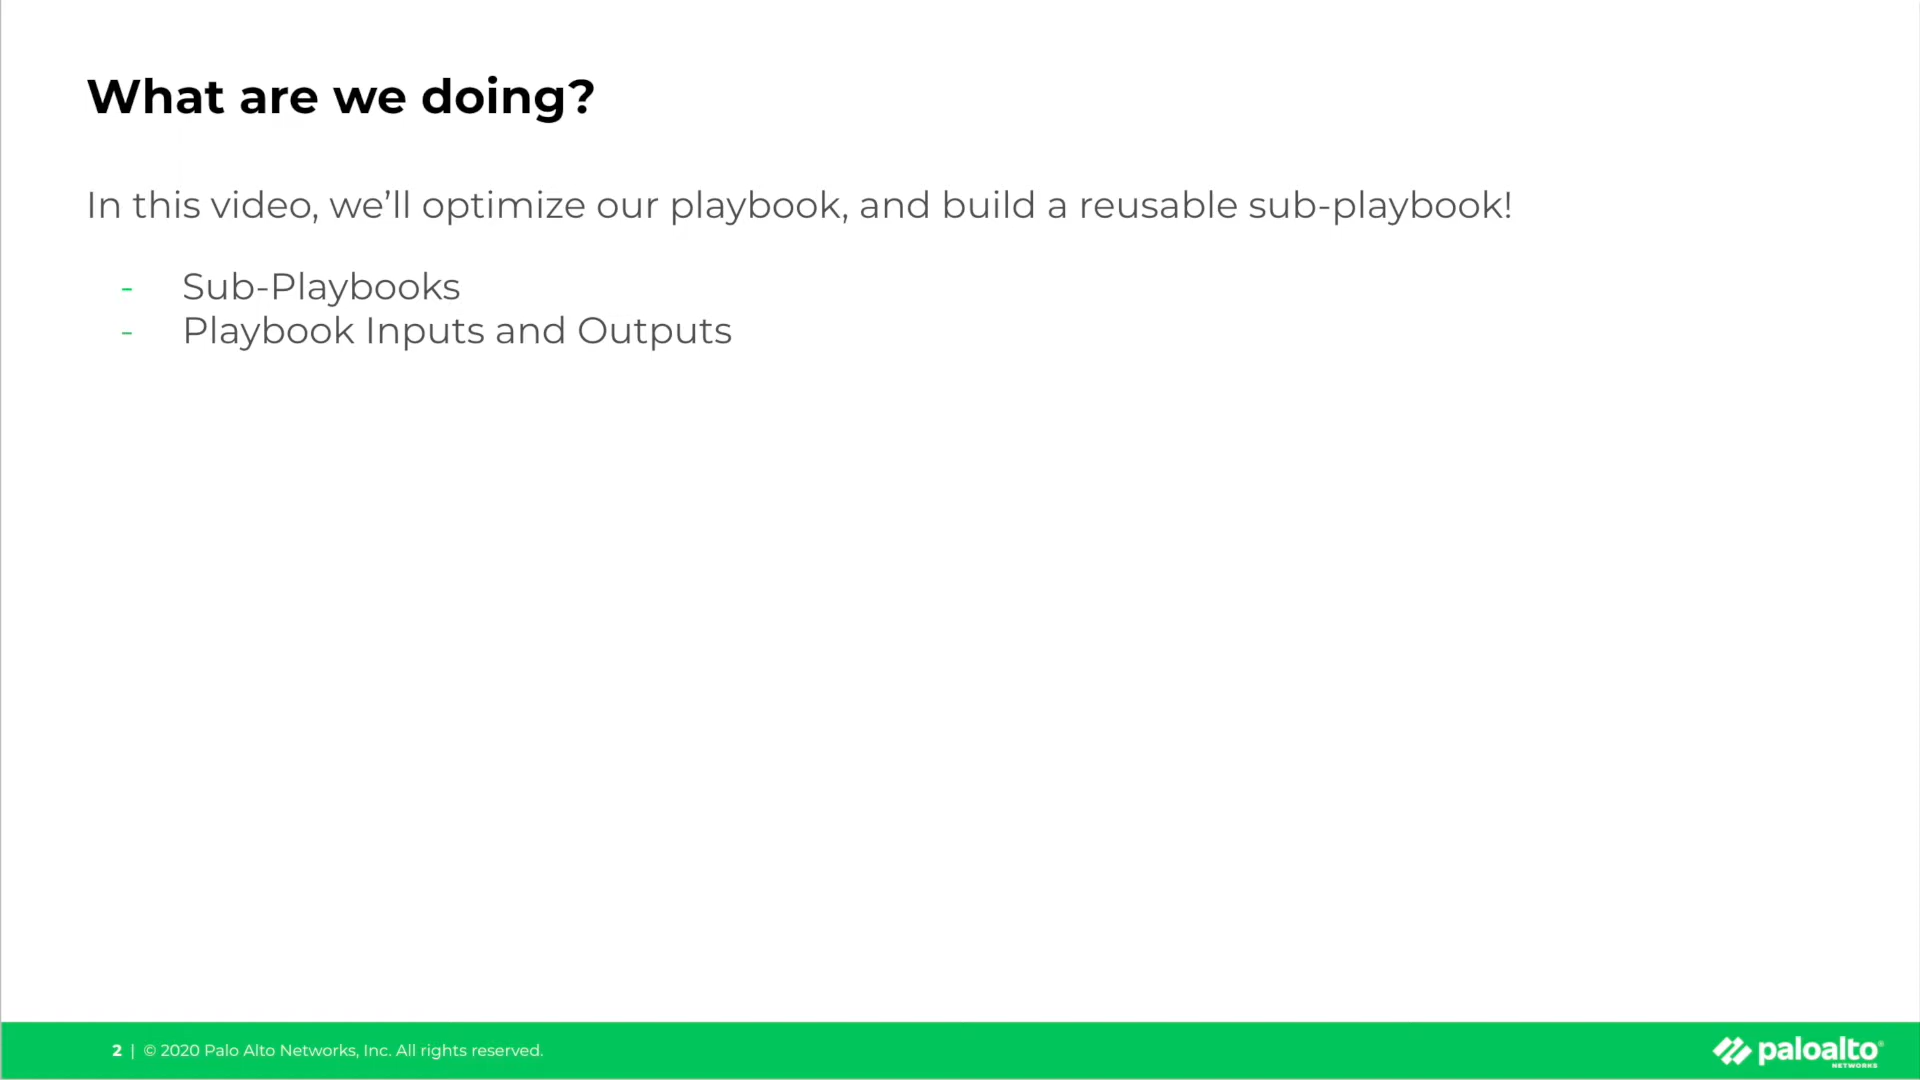 What are we doing?
In this video, we’ll optimize our playbook, and build a reusable sub-playbook!
- Sub-Playbooks
- Playbook Inputs and Outputs
2 | © 2020 Palo Alto Networks, Inc. All rights reserved.
paloalto®
NETWORKS